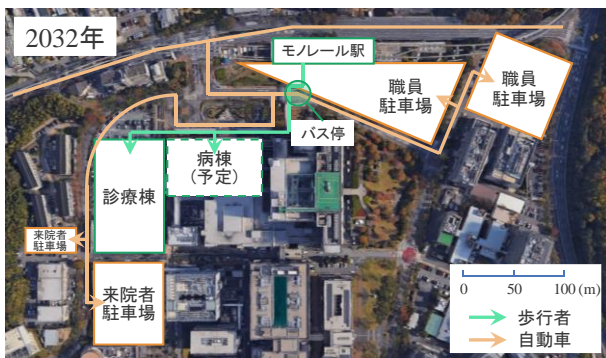 2032年
モノレール駅
職員
駐車場
職員
駐車場
バス停
病棟
(予定)
診療棟
来院者
駐車場
来院者
駐車場
0 50 100 (m)
歩行者
自動車